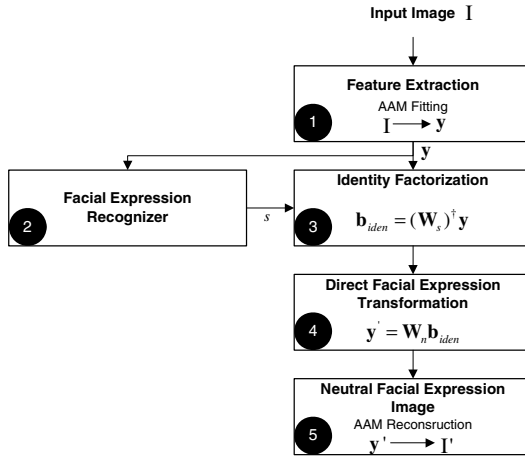 Input Image I
Feature Extraction
AAM Fitting
1
I → y
y
Facial Expression
Recognizer
2
s
Identity Factorization
3
b_iden = (W_s)^† y
Direct Facial Expression
Transformation
4
y' = W_n b_iden
Neutral Facial Expression
Image
AAM Reconsruction
5
y' → I'